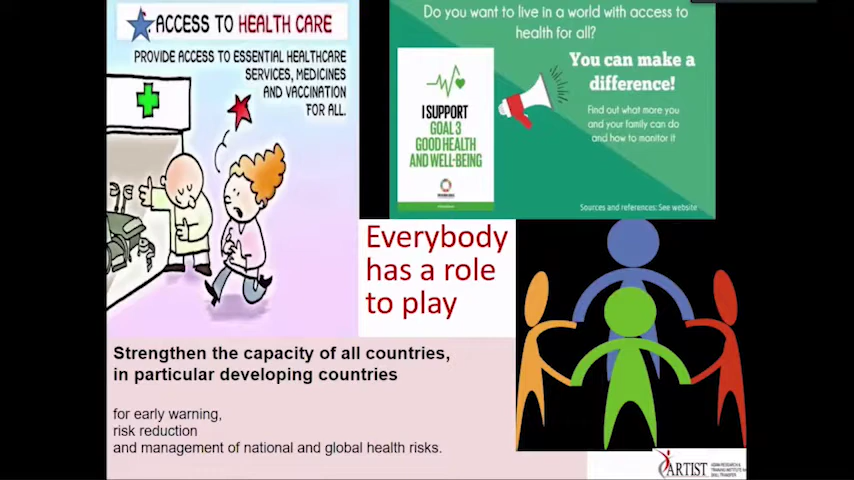 ACCESS TO HEALTH CARE
PROVIDE ACCESS TO ESSENTIAL HEALTHCARE
SERVICES, MEDICINES
AND VACCINATION
FOR ALL.
Do you want to live in a world with access to
health for all?
You can make a
difference!
I SUPPORT
GOAL 3
GOOD HEALTH
AND WELL-BEING
Find out what more you
and your family can do
and how to monitor it
Sources and references: See website
Everybody
has a role
to play
Strengthen the capacity of all countries,
in particular developing countries
for early warning,
risk reduction
and management of national and global health risks.
ARTIST